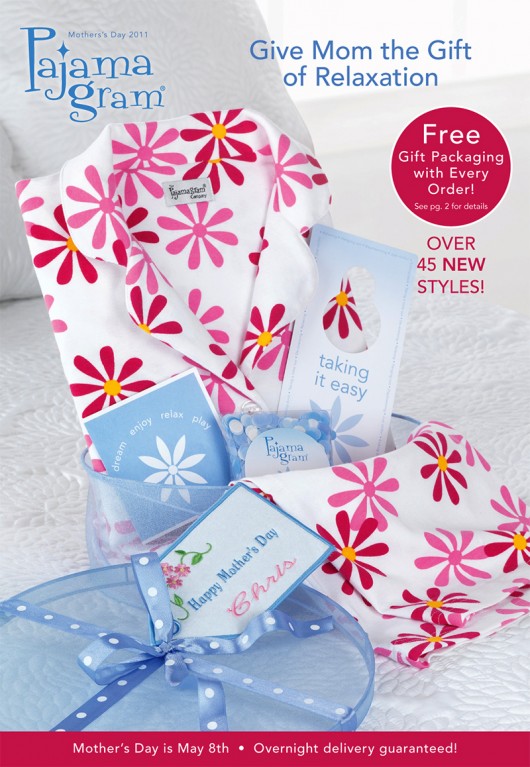 Mother's Day 2011
Pajama
gram®
Give Mom the Gift
of Relaxation
Free
Gift Packaging
with Every
Order!
See pg. 2 for details
OVER
45 NEW
STYLES!
Pajamagram®
Company
taking
it easy
dream enjoy relax play
Pajama
gram
Happy Mother's Day
Chris
Mother's Day is May 8th • Overnight delivery guaranteed!